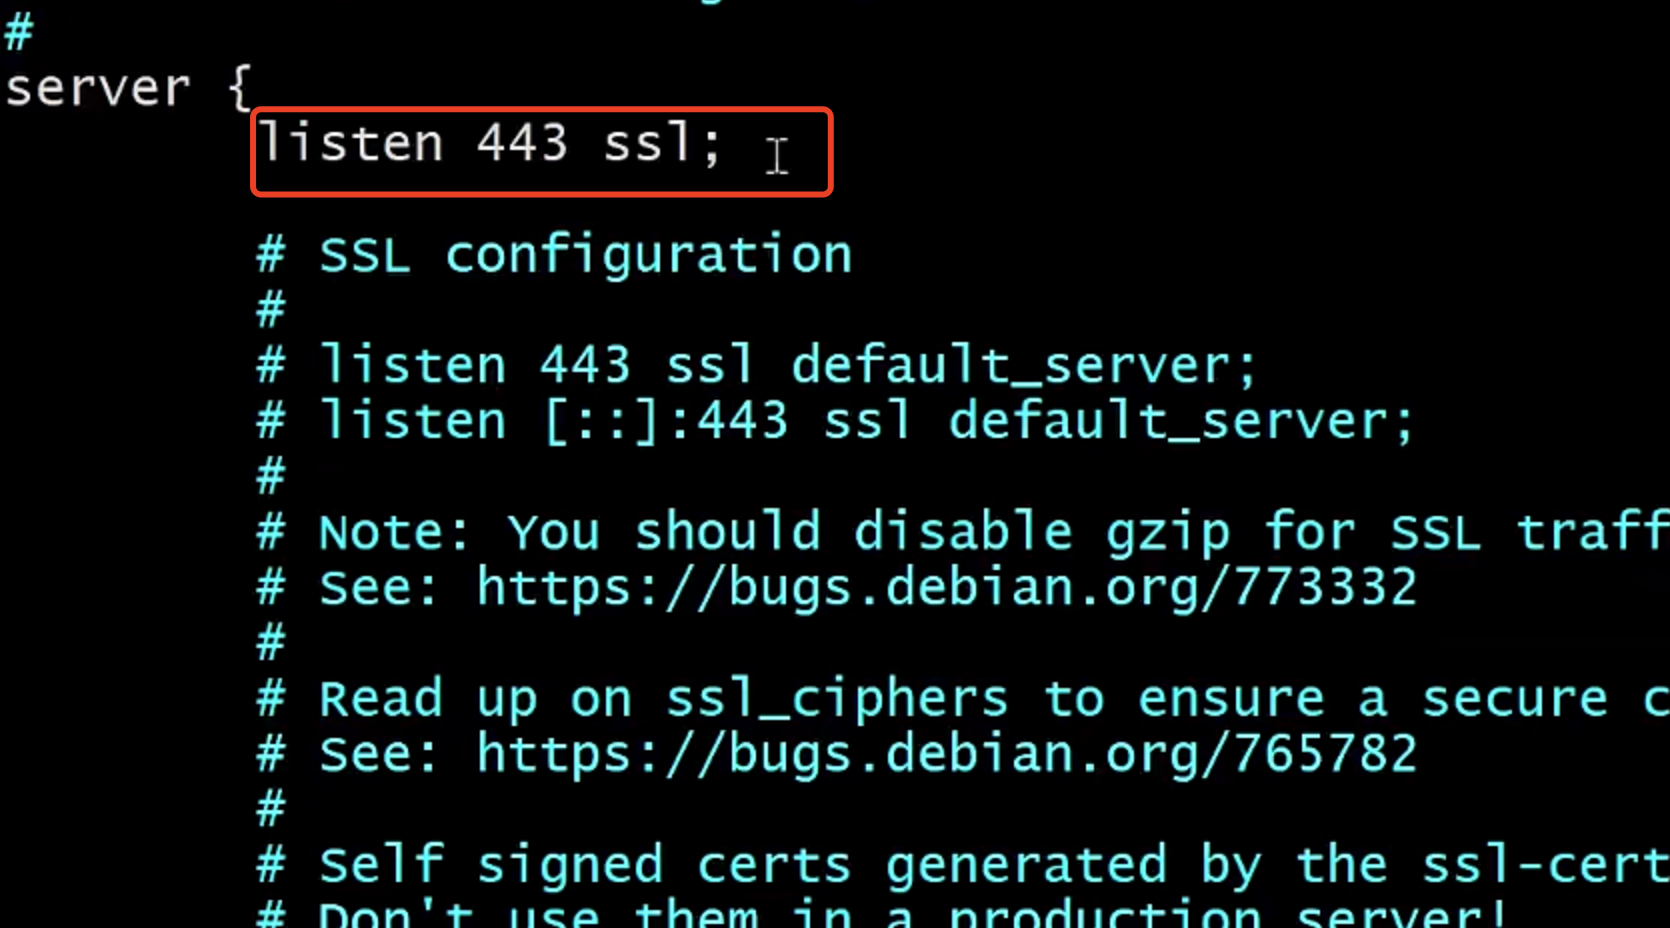 #
server {
listen 443 ssl;
# SSL configuration
#
# listen 443 ssl default_server;
# listen [::]:443 ssl default_server;
#
# Note: You should disable gzip for SSL traff
# See: https://bugs.debian.org/773332
#
# Read up on ssl_ciphers to ensure a secure c
# See: https://bugs.debian.org/765782
#
# Self signed certs generated by the ssl-cert
# Don't use them in a production server!